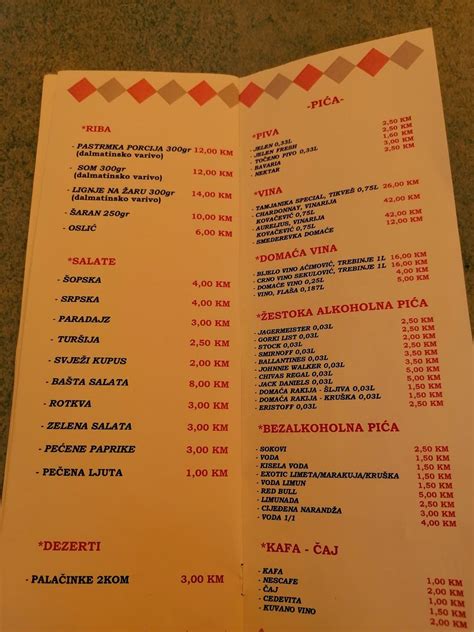 *RIBA
- PASTRMKA PORCIJA 300gr 12,00 KM
(dalmatinsko varivo)
- SOM 300gr 12,00 KM
(dalmatinsko varivo)
- LIGNJE NA ŽARU 300gr 14,00 KM
(dalmatinsko varivo)
- ŠARAN 250gr 10,00 KM
- OSLIĆ 6,00 KM
*SALATE
- ŠOPSKA 4,00 KM
- SRPSKA 4,00 KM
- PARADAJZ 3,00 KM
- TURŠIJA 2,50 KM
- SVJEŽI KUPUS 2,00 KM
- BAŠTA SALATA 8,00 KM
- ROTKVA 3,00 KM
- ZELENA SALATA 3,00 KM
- PEČENE PAPRIKE 3,00 KM
- PEČENA LJUTA 1,00 KM
*DEZERTI
- PALAČINKE 2KOM 3,00 KM
-PIĆA-
*PIVA
- JELEN 0,33L 2,50 KM
- JELEN FRESH 2,50 KM
- TOČENO PIVO 0,33L 1,60 KM
- BAVARIA 2,50 KM
- NEKTAR
*VINA
- TAMJANIKA SPECIAL, TIKVEŠ 0,75L 26,00 KM
- CHARDONNAY, VINARIJA
KOVAČEVIĆ 0,75L 42,00 KM
- AURELIUS, VINARIJA
KOVAČEVIĆ 0,75L 42,00 KM
- SMEDEREVKA DOMAĆE 12,00 KM
*DOMAĆA VINA
- BIJELO VINO AĆIMOVIĆ, TREBINJE 1L 16,00 KM
- CRNO VINO SEKULOVIĆ, TREBINJE 1L 16,00 KM
- DOMAĆE VINO 0,25L 5,00 KM
- VINO, FLAŠA 0,187L 4,00 KM
*ŽESTOKA ALKOHOLNA PIĆA
- JAGERMEISTER 0,03L 2,50 KM
- GORKI LIST 0,03L 2,00 KM
- STOCK 0,03L 2,50 KM
- SMIRNOFF 0,03L 2,50 KM
- BALLANTINES 0,03L
- JOHNIE WALKER 0,03L
- CHIVAS REGAL 0,03L 5,00 KM
- JACK DANIELS 0,03L
- DOMAĆA RAKIJA - ŠLJIVA 0,03L
- DOMAĆA RAKIJA - KRUŠKA 0,03L
- ERISTOFF 0,03L 2,50 KM
*BEZALKOHOLNA PIĆA
- SOKOVI 2,50 KM
- VODA 1,50 KM
- KISELA VODA 1,50 KM
- EXOTIC LIMETA/MARAKUJA/KRUŠKA
- VODA LIMUN 1,50 KM
- RED BULL 5,00 KM
- LIMUNADA
- CIJEĐENA NARANDŽA 3,00 KM
- VODA 1/1 4,00 KM
*KAFA - ČAJ
- KAFA 1,00 KM
- NESCAFE 2,00 KM
- ČAJ
- CEDEVITA
- KUVANO VINO 2,00 KM